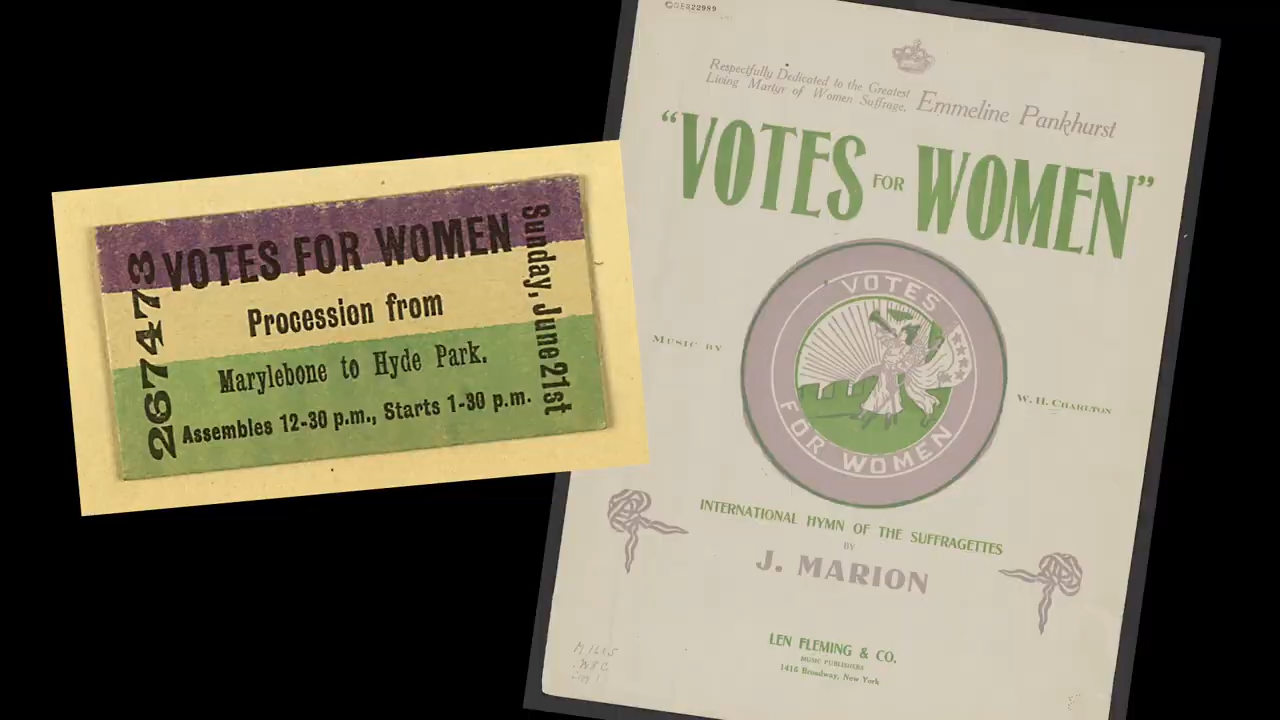 VOTES FOR WOMEN
Procession from
Marylebone to Hyde Park.
Assembles 12-30 p.m., Starts 1-30 p.m.
267473
Sunday, June 21st
Respectfully Dedicated to the Greatest
Living Martyr of Women Suffrage. Emmeline Pankhurst
"VOTES FOR WOMEN"
VOTES
FOR WOMEN
MUSIC BY
W. H. CHARLTON
INTERNATIONAL HYMN OF THE SUFFRAGETTES
BY
J. MARION
LEN FLEMING & CO.
MUSIC PUBLISHERS
1416 Broadway, New York